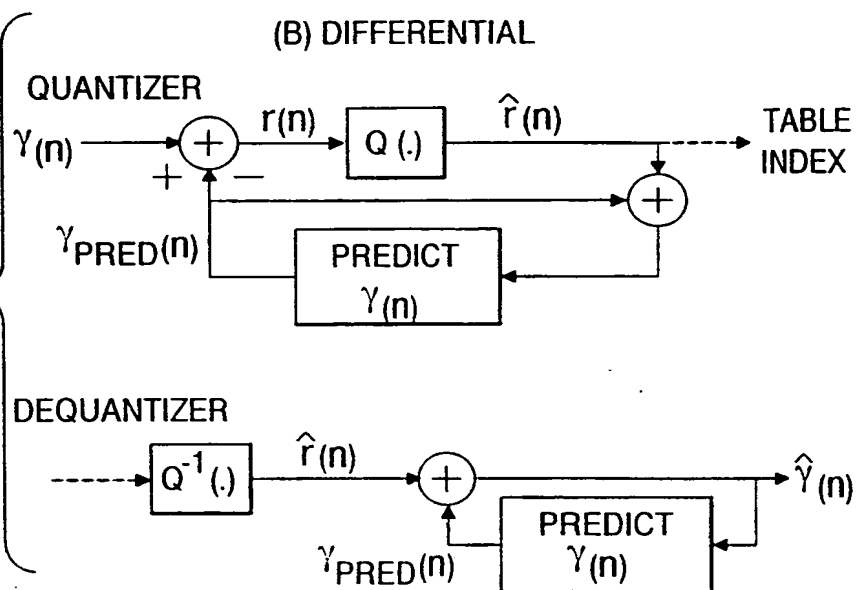 (B) DIFFERENTIAL
QUANTIZER
γ(n)
+
r(n)
Q (.)
r̂(n)
TABLE
INDEX
+ −
+
γPRED(n)
PREDICT
γ(n)
DEQUANTIZER
Q⁻¹(.)
r̂(n)
+
γ̂(n)
PREDICT
γ(n)
γPRED(n)